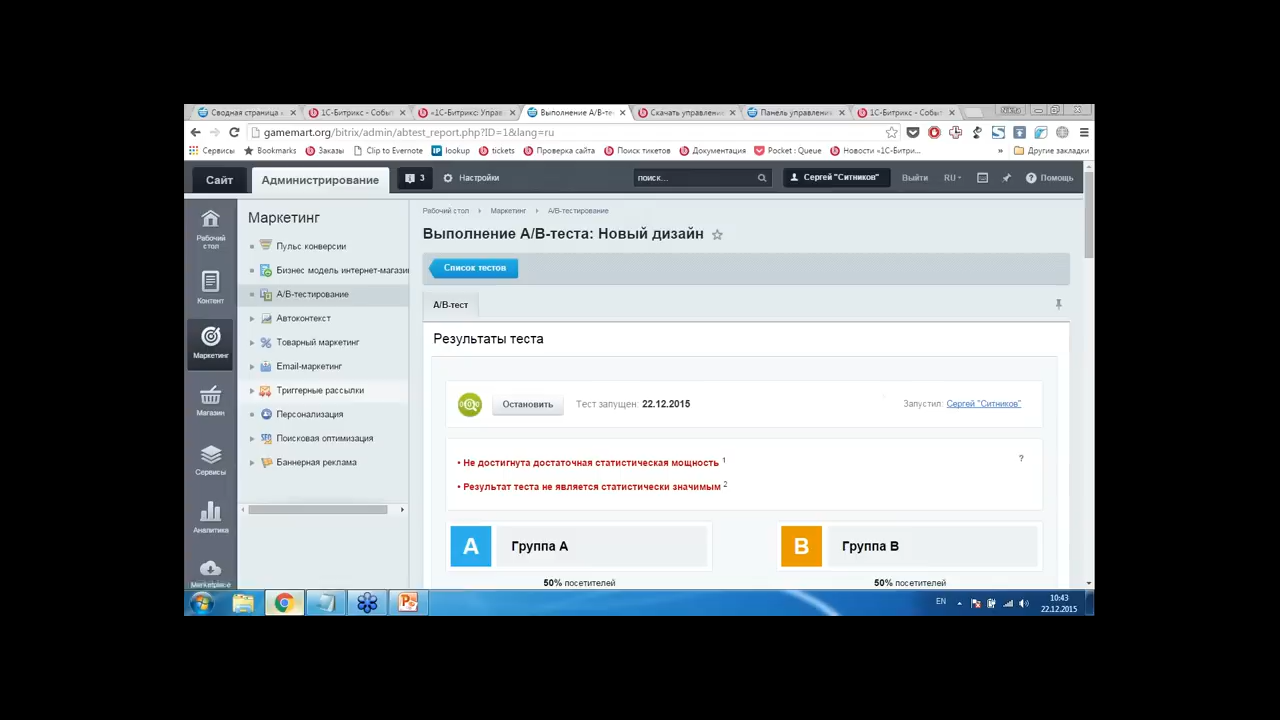 Сводная страница
1С-Битрикс - Событ
«1С-Битрикс: Управ
Выполнение A/B-те
Скачать управление
Панель управления
1С-Битрикс - Событ
Nikita
gamemart.org/bitrix/admin/abtest_report.php?ID=1&lang=ru
Сервисы Bookmarks Заказы Clip to Evernote lookup tickets Проверка сайта Поиск тикетов Документация Pocket : Queue Новости «1С-Битри... » Другие закладки
Сайт Администрирование 3 Настройки поиск... Сергей "Ситников" Выйти RU Помощь
Рабочий стол
Контент
Маркетинг
Магазин
Сервисы
Аналитика
Marketplace
Маркетинг
Пульс конверсии
Бизнес модель интернет-магази
A/B-тестирование
Автоконтекст
Товарный маркетинг
Email-маркетинг
Триггерные рассылки
Персонализация
Поисковая оптимизация
Баннерная реклама
Рабочий стол Маркетинг A/B-тестирование
Выполнение A/B-теста: Новый дизайн
Список тестов
A/B-тест
Результаты теста
Остановить Тест запущен: 22.12.2015 Запустил: Сергей "Ситников"
• Не достигнута достаточная статистическая мощность 1 ?
• Результат теста не является статистически значимым 2
A Группа A B Группа B
50% посетителей 50% посетителей
EN 10:43
22.12.2015